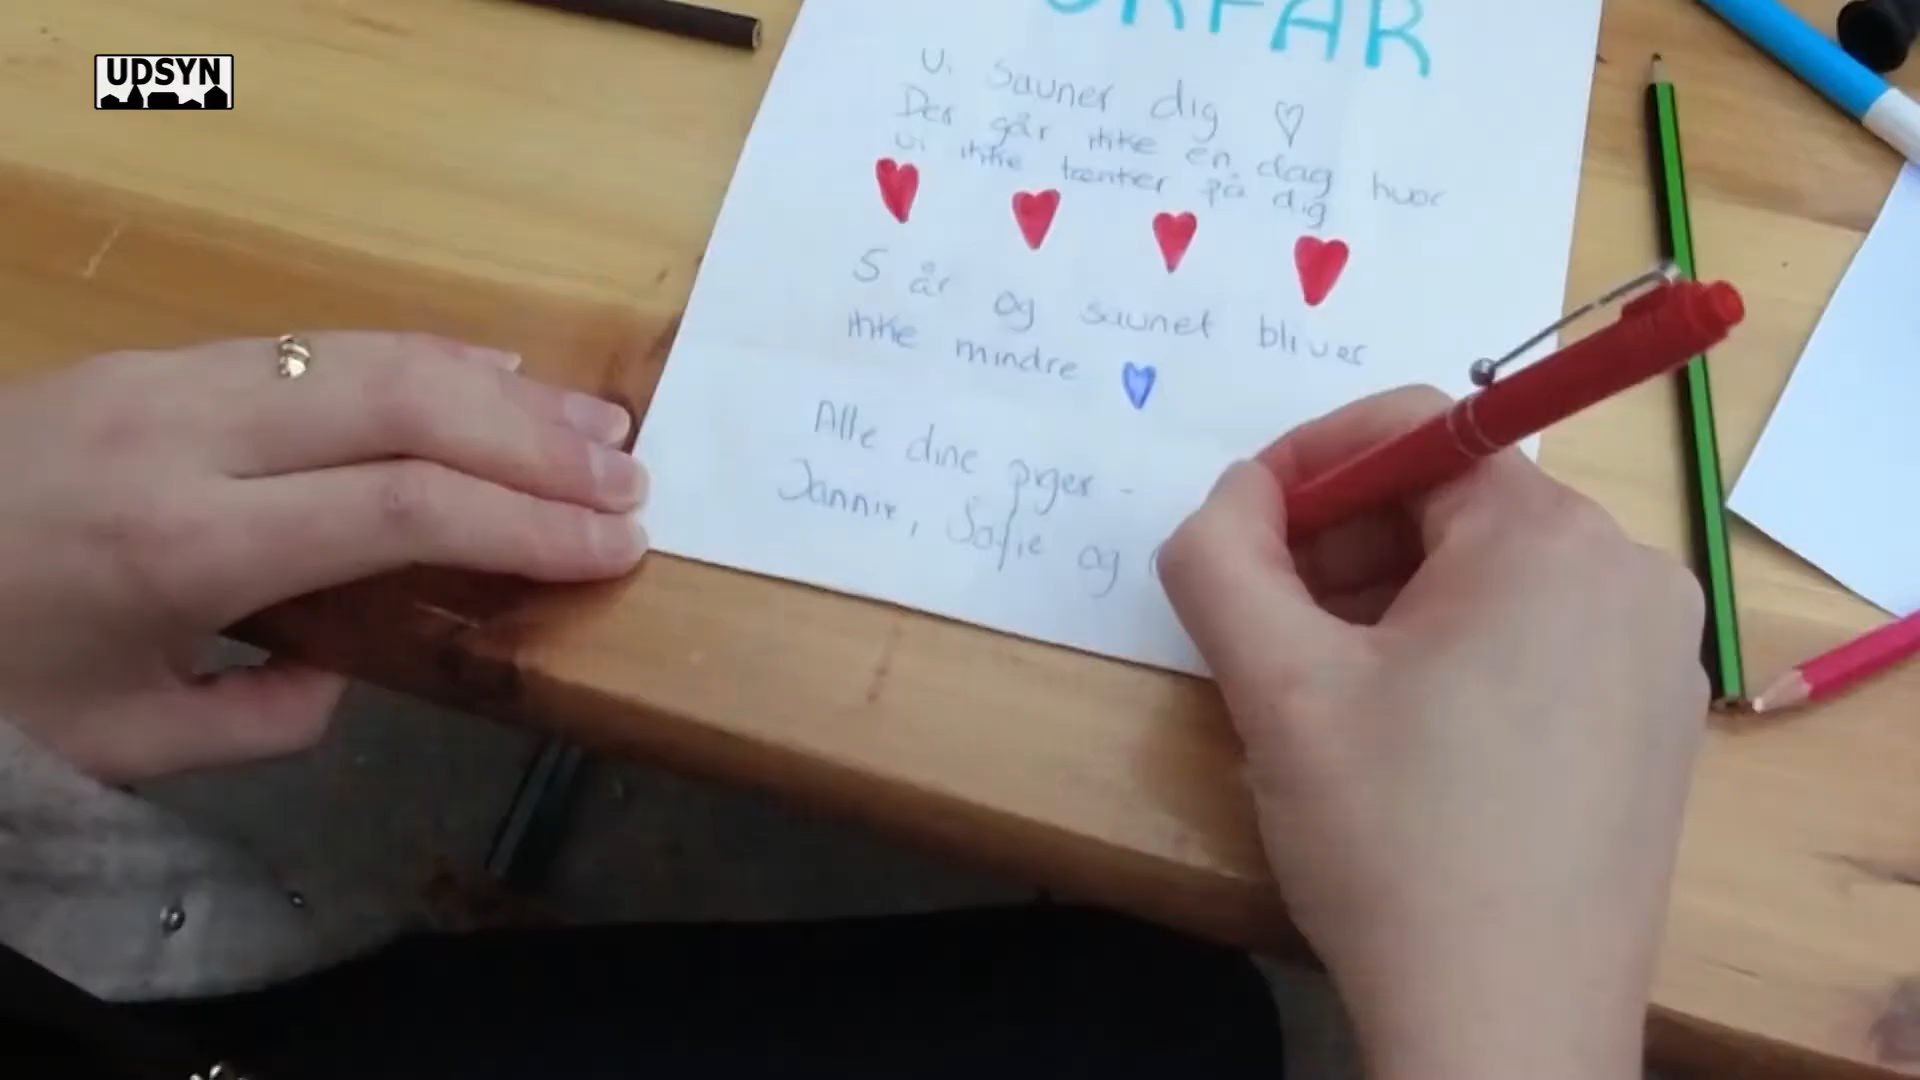 UDSYN
ORFAR
Vi savner dig ♡
Der går ikke en dag hvor
vi ikke tænker på dig
5 år og savnet bliver
ikke mindre
Alle dine piger -
Jannie, Sofie og